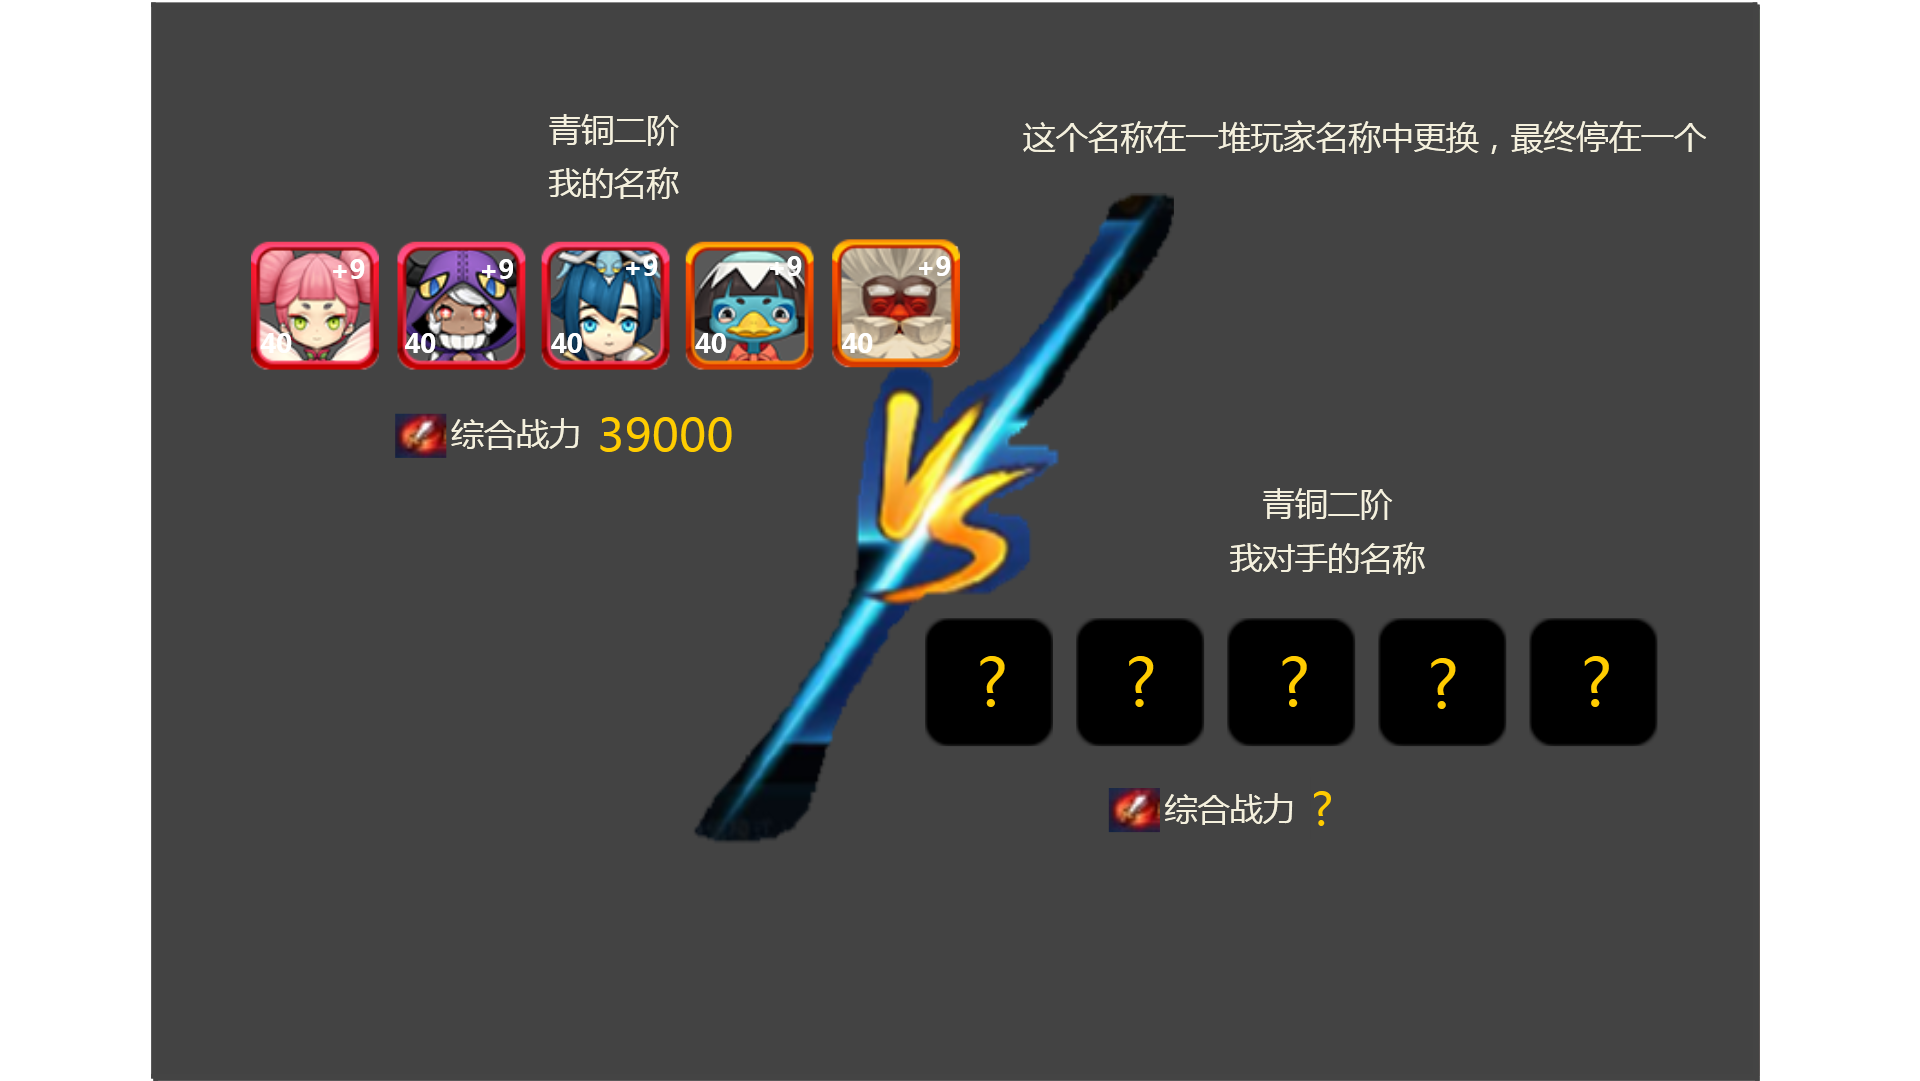 青铜二阶
我的名称
这个名称在一堆玩家名称中更换，最终停在一个
+9 +9 +9 +9 +9
40 40 40 40 40
综合战力 39000
VS
青铜二阶
我对手的名称
? ? ? ? ?
综合战力 ?